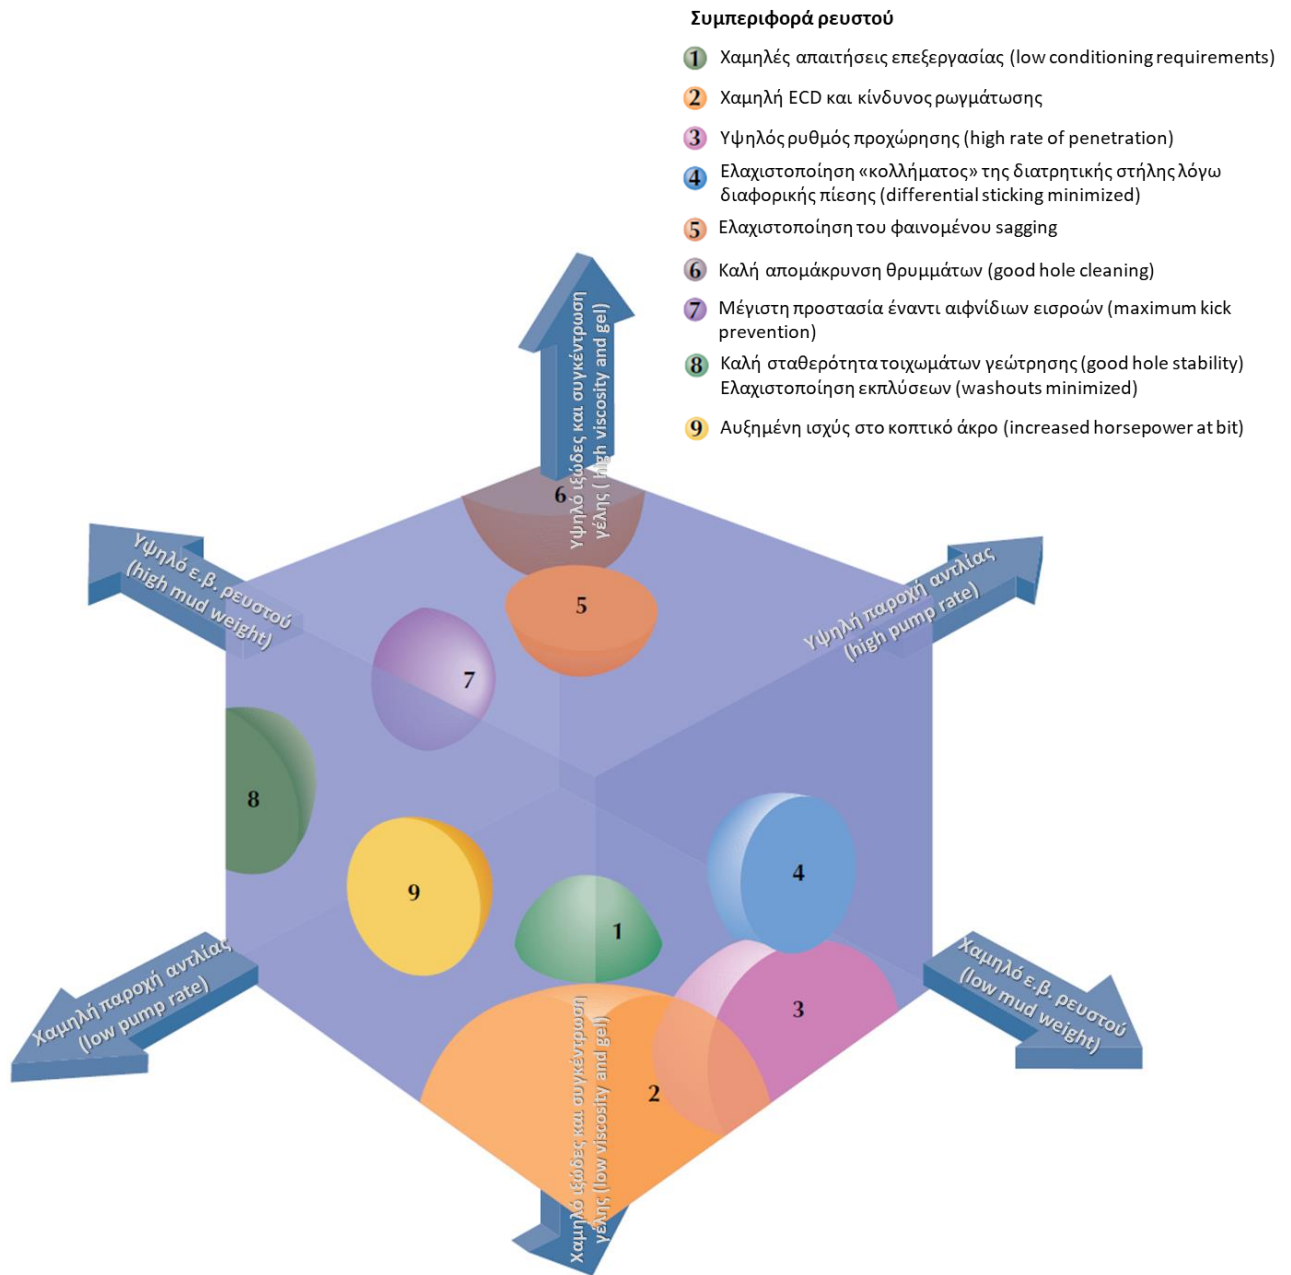 Συμπεριφορά ρευστού
1 Χαμηλές απαιτήσεις επεξεργασίας (low conditioning requirements)
2 Χαμηλή ECD και κίνδυνος ρωγμάτωσης
3 Υψηλός ρυθμός προχώρησης (high rate of penetration)
4 Ελαχιστοποίηση «κολλήματος» της διατρητικής στήλης λόγω
διαφορικής πίεσης (differential sticking minimized)
5 Ελαχιστοποίηση του φαινομένου sagging
6 Καλή απομάκρυνση θρυμμάτων (good hole cleaning)
7 Μέγιστη προστασία έναντι αιφνίδιων εισροών (maximum kick
prevention)
8 Καλή σταθερότητα τοιχωμάτων γεώτρησης (good hole stability)
Ελαχιστοποίηση εκπλύσεων (washouts minimized)
9 Αυξημένη ισχύς στο κοπτικό άκρο (increased horsepower at bit)
Υψηλό ιξώδες και συγκέντρωση
γέλης ( high viscosity and gel)
6
Υψηλό ε.β. ρευστού
(high mud weight)
Υψηλή παροχή αντλίας
(high pump rate)
5
7
8
4
9
1
Χαμηλή παροχή αντλίας
(low pump rate)
Χαμηλό ε.β. ρευστού
(low mud weight)
3
2
Χαμηλό ιξώδες και συγκέντρωση
γέλης (low viscosity and gel)